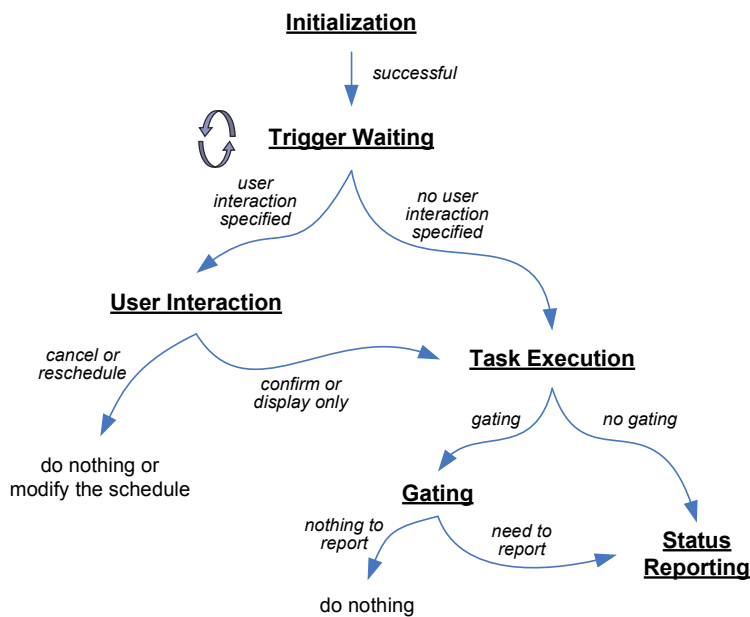 Initialization
successful
Trigger Waiting
user
interaction
specified
no user
interaction
specified
User Interaction
cancel or
reschedule
confirm or
display only
Task Execution
do nothing or
modify the schedule
gating
no gating
Gating
nothing to
report
need to
report
Status
Reporting
do nothing